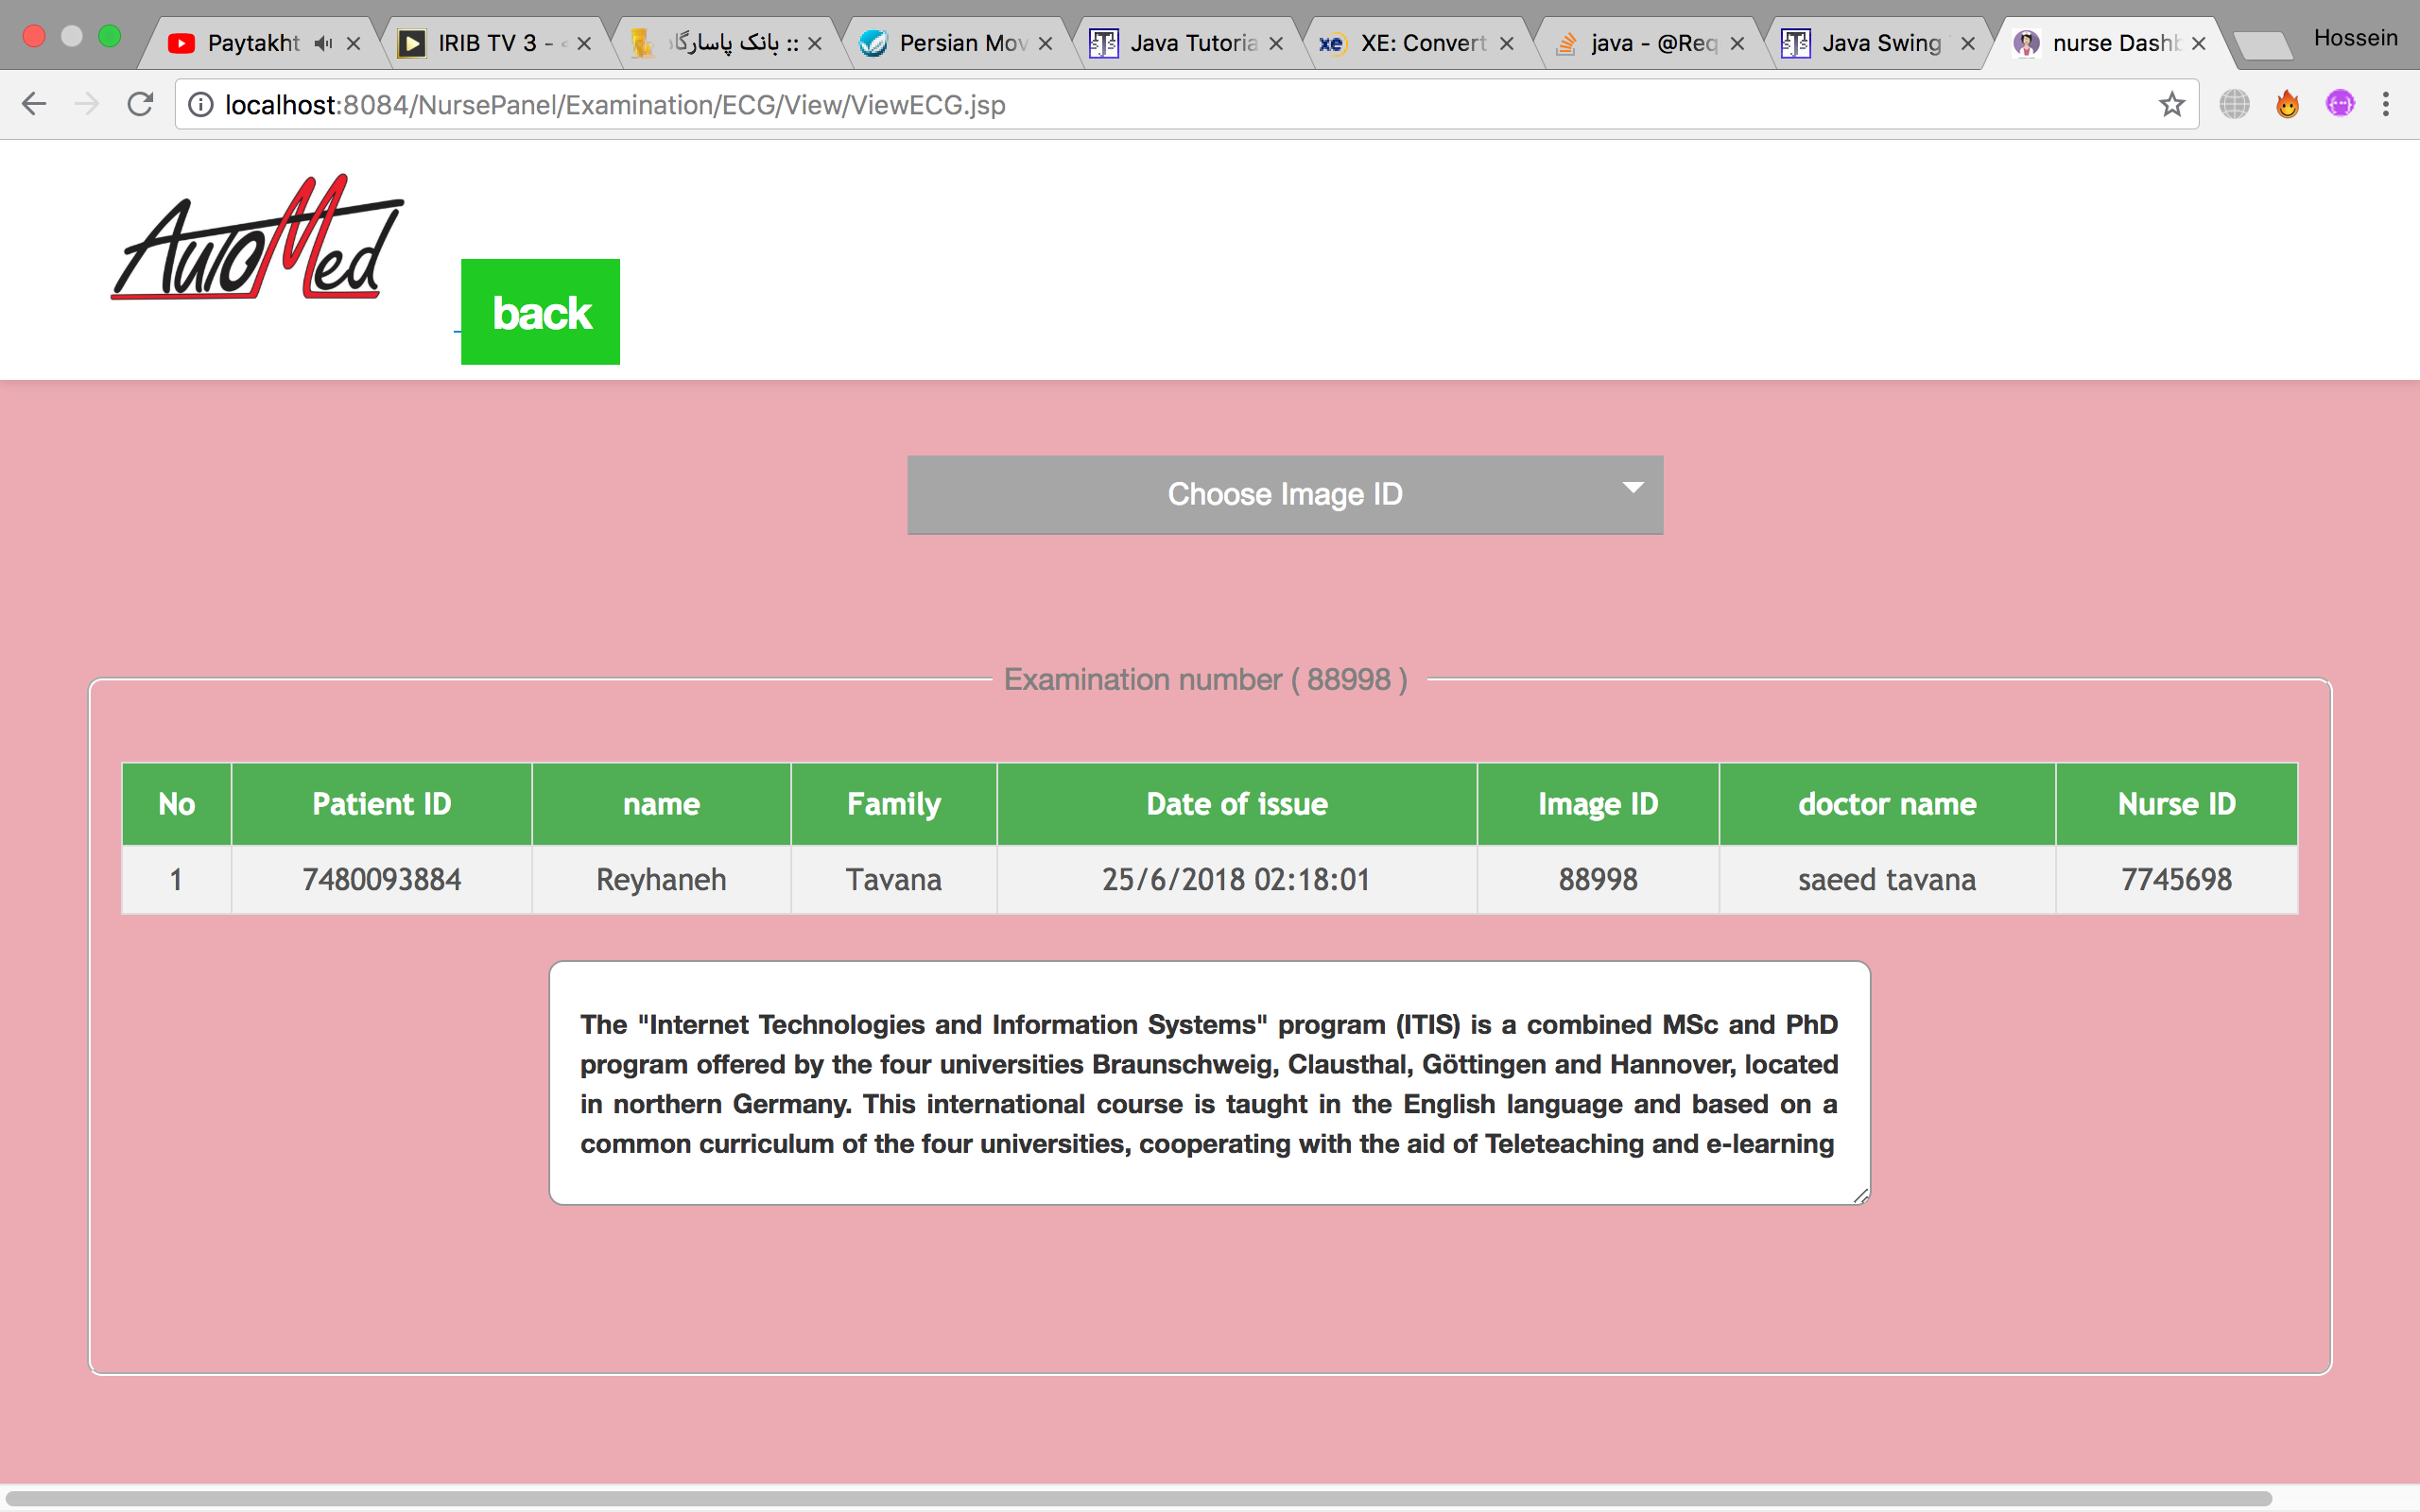 Paytakht
IRIB TV 3 -
بانک پاسارگاد ::
Persian Mov
Java Tutoria
XE: Convert
java - @Req
Java Swing
nurse Dashb
Hossein
localhost:8084/NursePanel/Examination/ECG/View/ViewECG.jsp
AutoMed
back
Choose Image ID
Examination number ( 88998 )
No Patient ID name Family Date of issue Image ID doctor name Nurse ID
1 7480093884 Reyhaneh Tavana 25/6/2018 02:18:01 88998 saeed tavana 7745698
The "Internet Technologies and Information Systems" program (ITIS) is a combined MSc and PhD
program offered by the four universities Braunschweig, Clausthal, Göttingen and Hannover, located
in northern Germany. This international course is taught in the English language and based on a
common curriculum of the four universities, cooperating with the aid of Teleteaching and e-learning